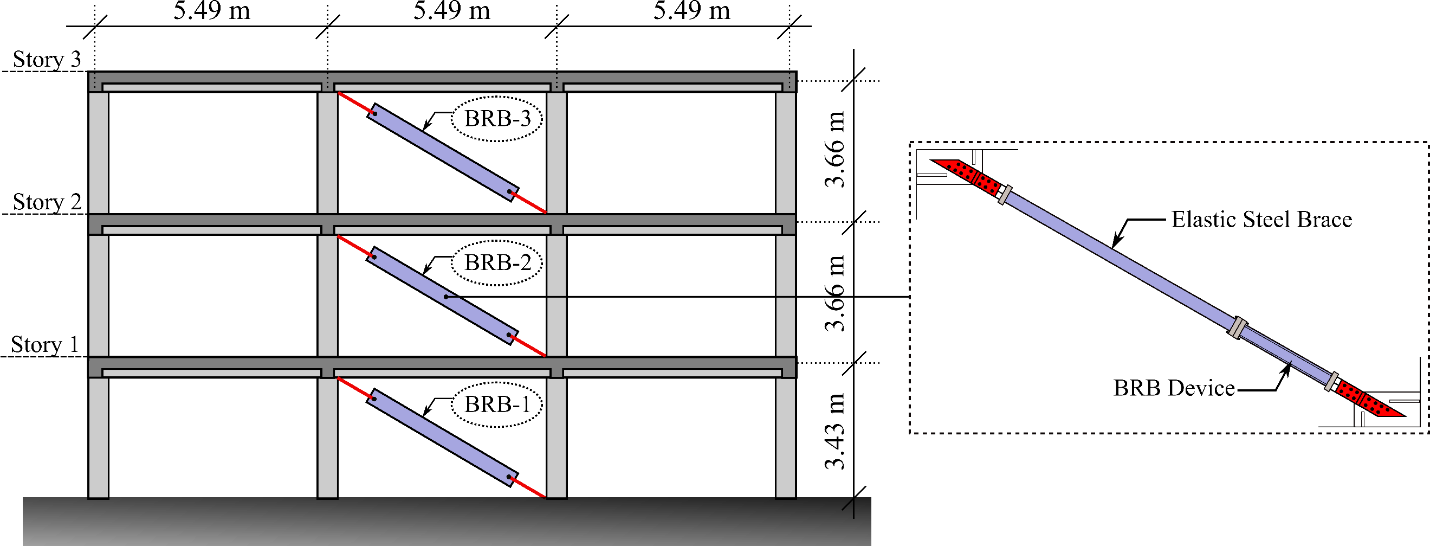 5.49 m
5.49 m
5.49 m
Story 3
BRB-3
3.66 m
Story 2
BRB-2
3.66 m
Story 1
BRB-1
3.43 m
Elastic Steel Brace
BRB Device